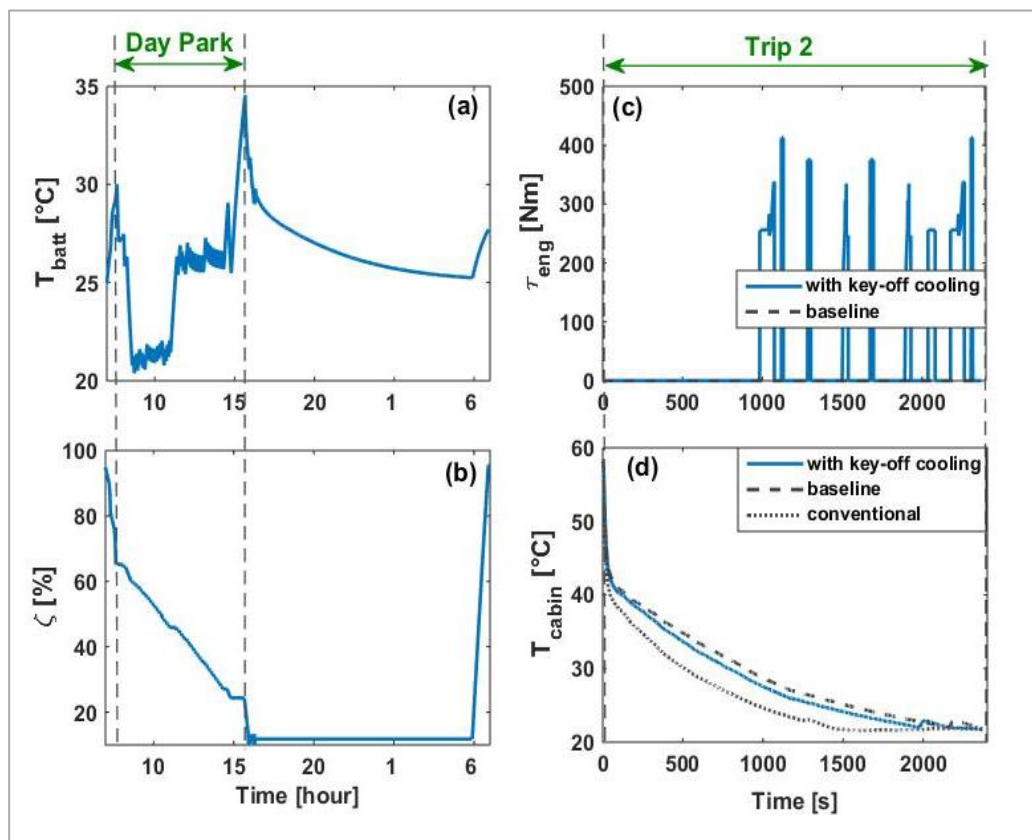 Day Park
Trip 2
(a)
T_batt [°C]
35
30
25
20
10
15
20
1
6
(b)
ζ [%]
100
80
60
40
20
10
15
20
1
6
Time [hour]
(c)
τ_eng [Nm]
500
400
300
200
100
0
with key-off cooling
baseline
0
500
1000
1500
2000
(d)
T_cabin [°C]
60
50
40
30
20
with key-off cooling
baseline
conventional
0
500
1000
1500
2000
Time [s]